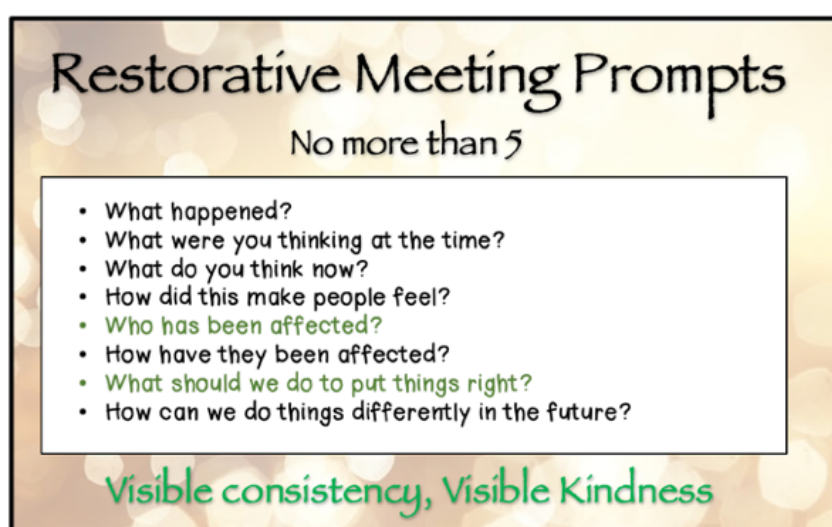 Restorative Meeting Prompts
No more than 5
• What happened?
• What were you thinking at the time?
• What do you think now?
• How did this make people feel?
• Who has been affected?
• How have they been affected?
• What should we do to put things right?
• How can we do things differently in the future?
Visible consistency, Visible Kindness